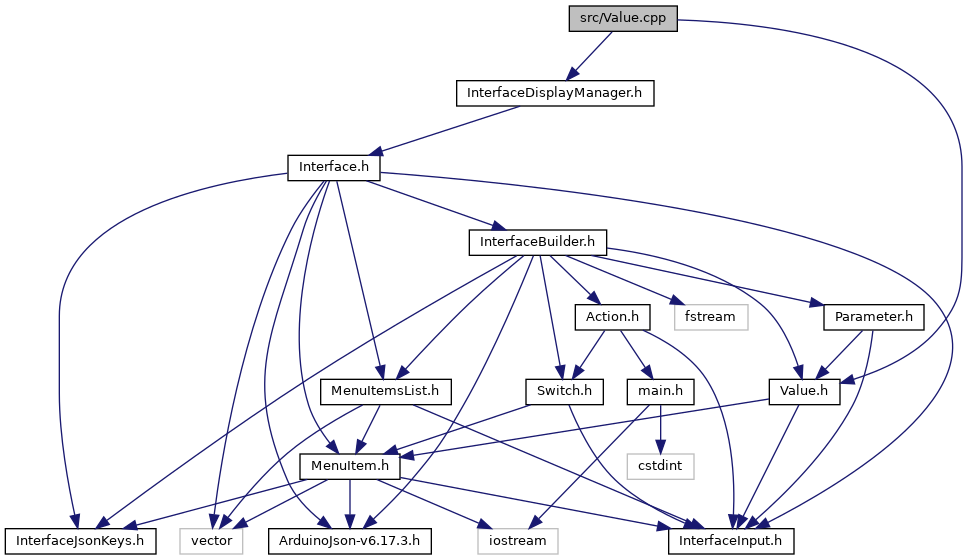 src/Value.cpp
InterfaceDisplayManager.h
Interface.h
InterfaceBuilder.h
Action.h
fstream
Parameter.h
MenuItemsList.h
Switch.h
main.h
Value.h
MenuItem.h
cstdint
InterfaceJsonKeys.h
vector
ArduinoJson-v6.17.3.h
iostream
InterfaceInput.h